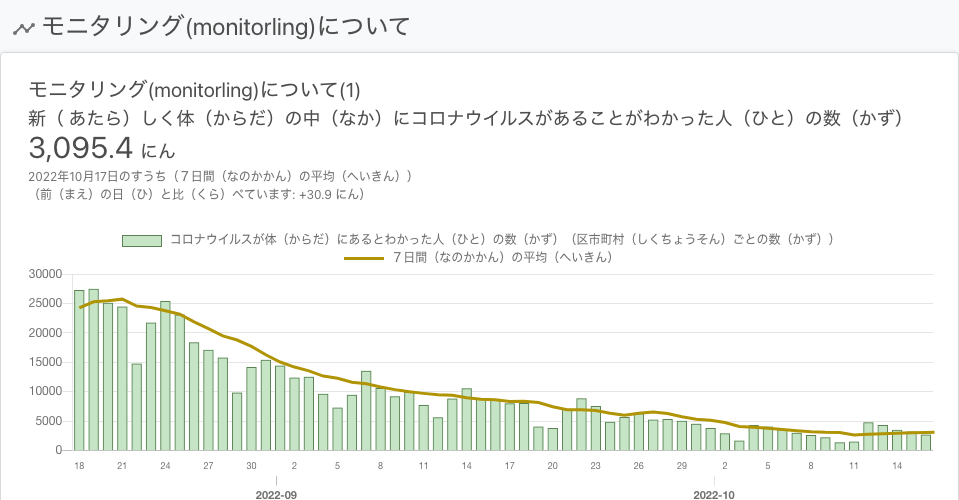 モニタリング(monitorling)について
モニタリング(monitorling)について(1)
新（ あたら）しく体（からだ）の中（なか）にコロナウイルスがあることがわかった人（ひと）の数（かず）
3,095.4 にん
2022年10月17日のすうち（７日間（なのかかん）の平均（へいきん））
（前（まえ）の日（ひ）と比（くら）べています: +30.9 にん）
コロナウイルスが体（からだ）にあるとわかった人（ひと）の数（かず）（区市町村（しくちょうそん）ごとの数（かず））
７日間（なのかかん）の平均（へいきん）
30000
25000
20000
15000
10000
5000
0
18 21 24 27 30 2 5 8 11 14 17 20 23 26 29 2 5 8 11 14
2022-09 2022-10